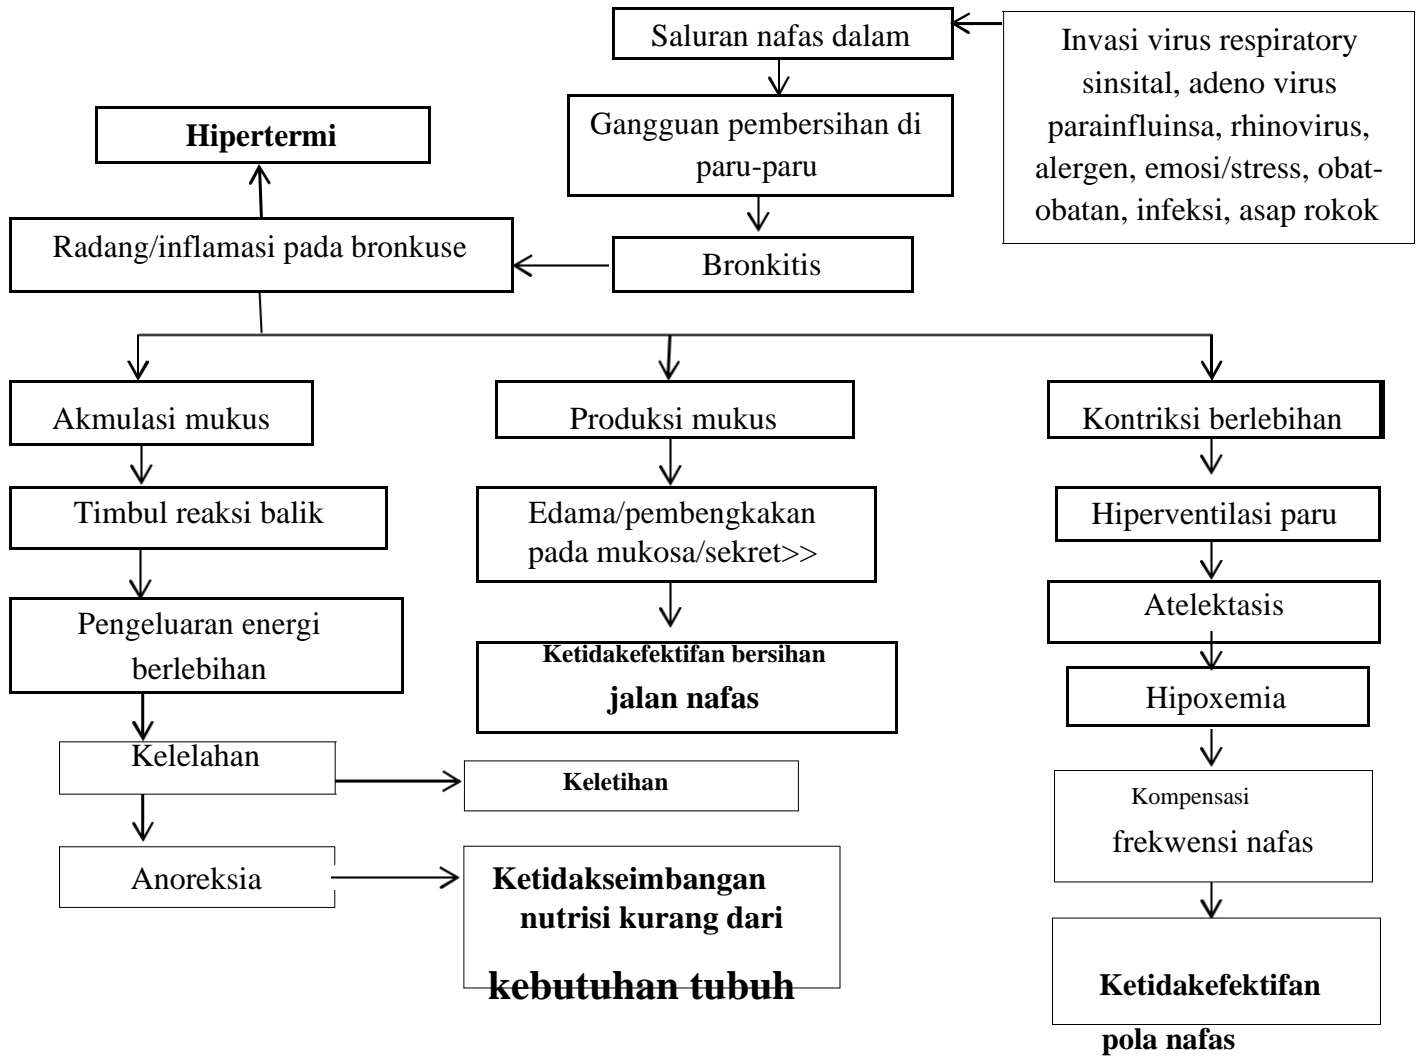 Saluran nafas dalam
Invasi virus respiratory
sinsital, adeno virus
parainfluinsa, rhinovirus,
alergen, emosi/stress, obat-
obatan, infeksi, asap rokok
Gangguan pembersihan di
paru-paru
Hipertermi
Radang/inflamasi pada bronkuse
Bronkitis
Akmulasi mukus
Produksi mukus
Kontriksi berlebihan
Timbul reaksi balik
Edama/pembengkakan
pada mukosa/sekret>>
Hiperventilasi paru
Pengeluaran energi
berlebihan
Ketidakefektifan bersihan
jalan nafas
Atelektasis
Hipoxemia
Kelelahan
Keletihan
Kompensasi
frekwensi nafas
Anoreksia
Ketidakseimbangan
nutrisi kurang dari
kebutuhan tubuh
Ketidakefektifan
pola nafas